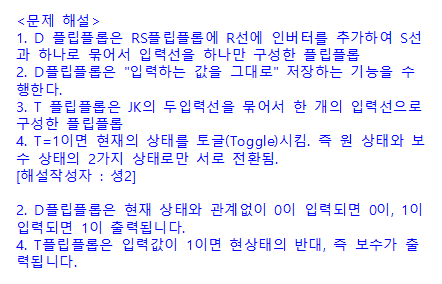 <문제 해설>
1. D 플립플롭은 RS플립플롭에 R선에 인버터를 추가하여 S선
과 하나로 묶어서 입력선을 하나만 구성한 플립플롭
2. D플립플롭은 "입력하는 값을 그대로" 저장하는 기능을 수
행한다.
3. T 플립플롭은 JK의 두입력선을 묶어서 한 개의 입력선으로
구성한 플립플롭
4. T=1이면 현재의 상태를 토글(Toggle)시킴. 즉 원 상태와 보
수 상태의 2가지 상태로만 서로 전환됨.
[해설작성자 : 셩2]
2. D플립플롭은 현재 상태와 관계없이 0이 입력되면 0이, 1이
입력되면 1이 출력됩니다.
4. T플립플롭은 입력값이 1이면 현상태의 반대, 즉 보수가 출
력됩니다.